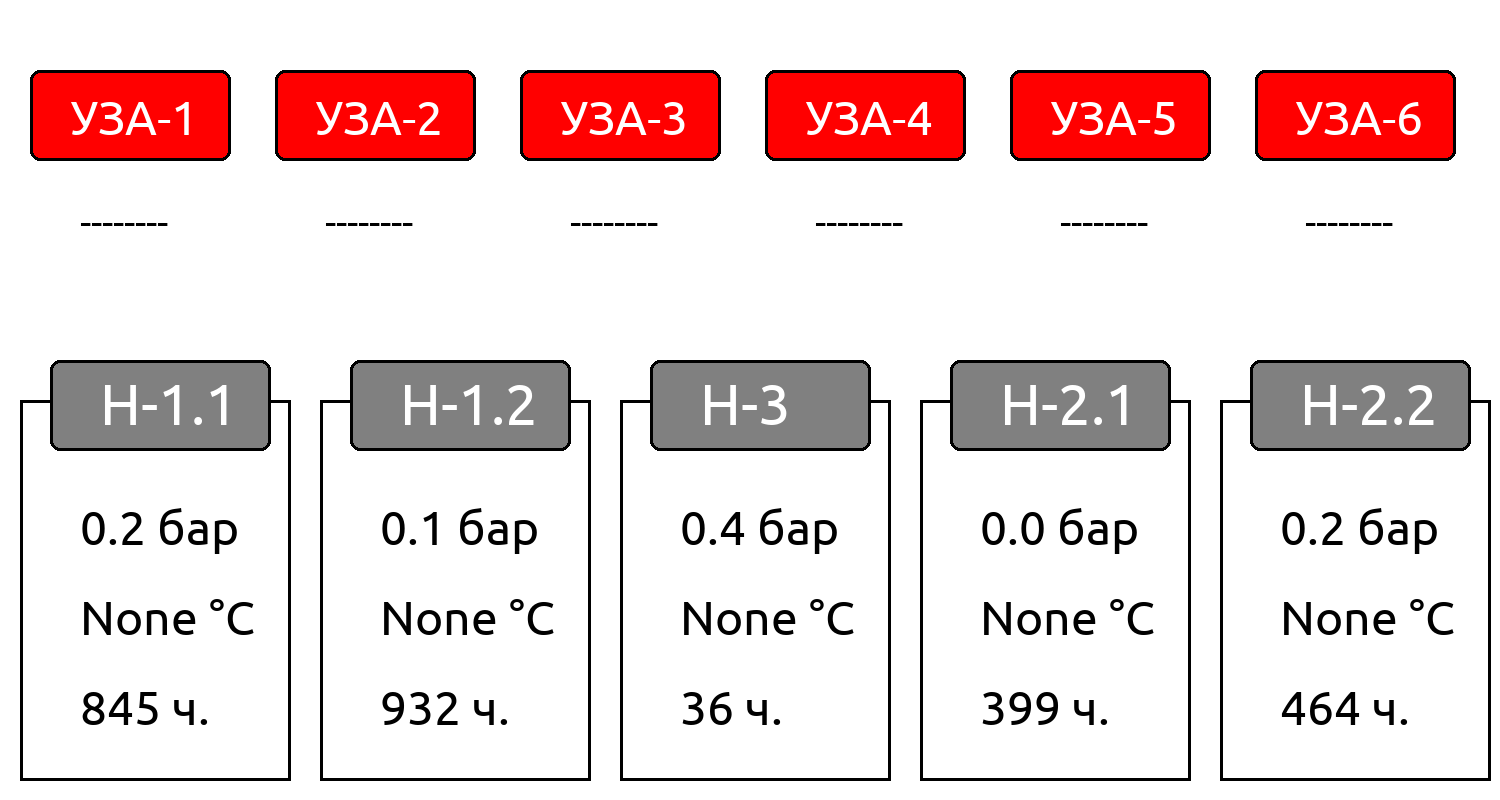 УЗА-1 УЗА-2 УЗА-3 УЗА-4 УЗА-5 УЗА-6
-------- -------- -------- -------- -------- --------
Н-1.1 Н-1.2 Н-3 Н-2.1 Н-2.2
0.2 бар 0.1 бар 0.4 бар 0.0 бар 0.2 бар
None °C None °C None °C None °C None °C
845 ч. 932 ч. 36 ч. 399 ч. 464 ч.